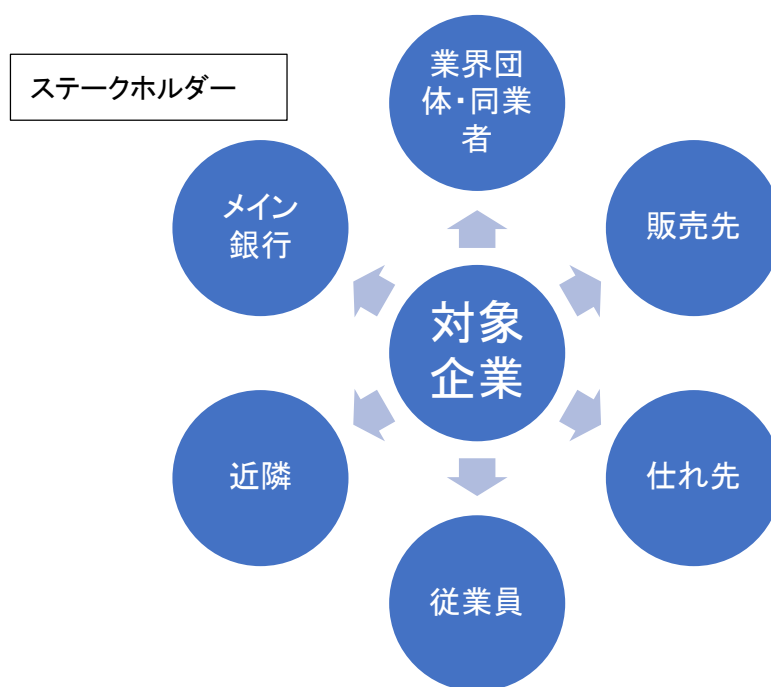 ステークホルダー
業界団
体・同業
者
メイン
銀行
販売先
対象
企業
近隣
仕れ先
従業員